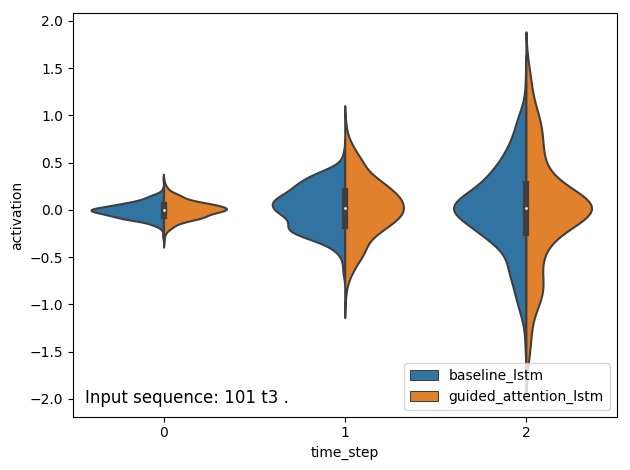 2.0
1.5
1.0
0.5
0.0
−0.5
−1.0
−1.5
−2.0
activation
Input sequence: 101 t3 .
baseline_lstm
guided_attention_lstm
0 1 2
time_step